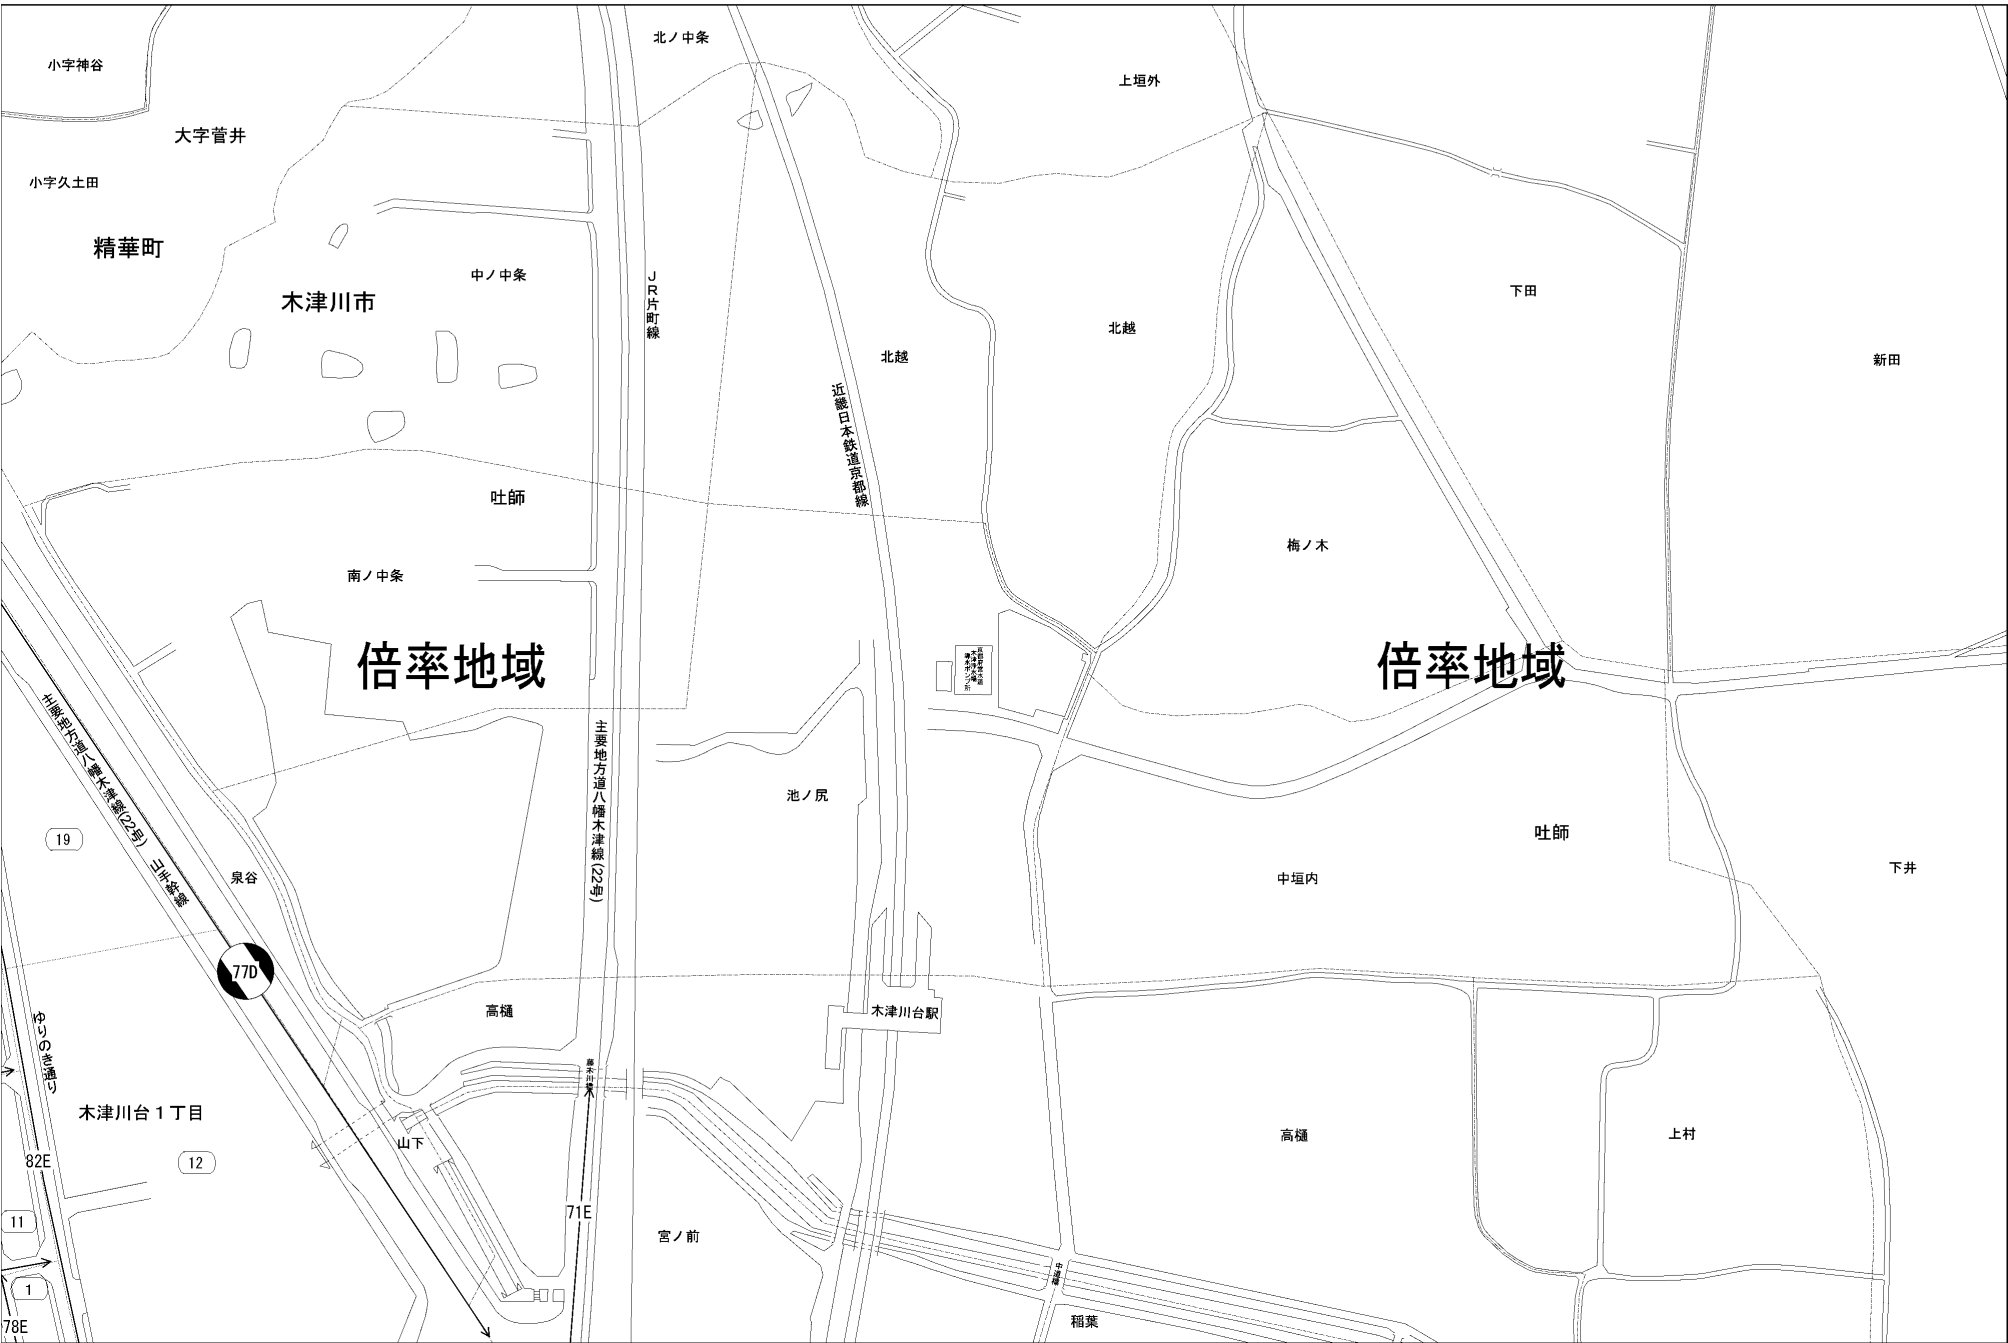 北ノ中条
小字神谷
上垣外
大字菅井
小字久土田
精華町
中ノ中条
JR片町線
木津川市
下田
北越
北越
新田
近畿日本鉄道京都線
吐師
梅ノ木
南ノ中条
倍率地域
倍率地域
主要地方道八幡木津線(22号)
山手幹線
主要地方道八幡木津線(22号)
池ノ尻
吐師
19
下井
泉谷
中垣内
77D
高樋
木津川台駅
ゆりのき通り
木津川台1丁目
山下
高樋
上村
12
82E
11
71E
宮ノ前
中道橋
1
稲葉
78E